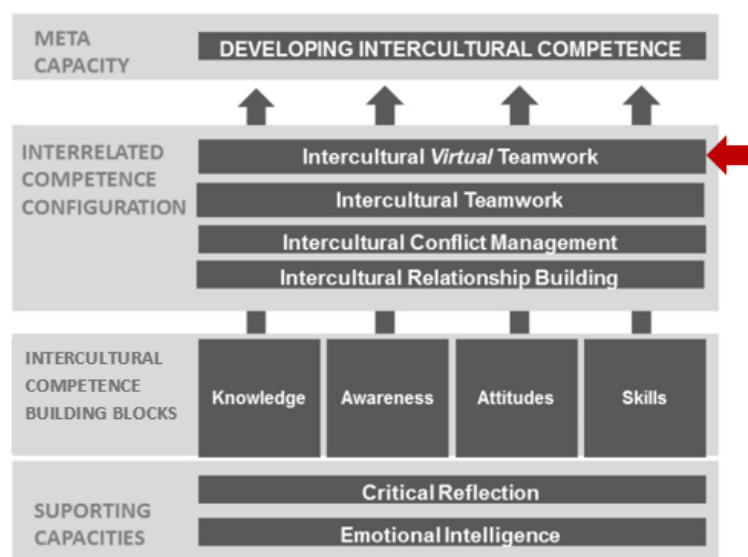 META
CAPACITY
DEVELOPING INTERCULTURAL COMPETENCE
INTERRELATED
COMPETENCE
CONFIGURATION
Intercultural Virtual Teamwork
Intercultural Teamwork
Intercultural Conflict Management
Intercultural Relationship Building
INTERCULTURAL
COMPETENCE
BUILDING BLOCKS
Knowledge
Awareness
Attitudes
Skills
SUPORTING
CAPACITIES
Critical Reflection
Emotional Intelligence